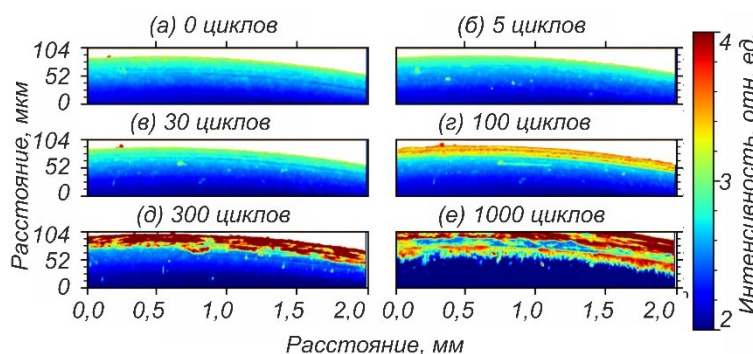 (а) 0 циклов
(б) 5 циклов
104
52
0
(в) 30 циклов
(г) 100 циклов
104
52
0
(д) 300 циклов
(е) 1000 циклов
104
52
0
0,0 0,5 1,0 1,5 2,0
0,0 0,5 1,0 1,5 2,0
Расстояние, мкм
Расстояние, мм
4
3
2
Интенсивность, отн. ед.